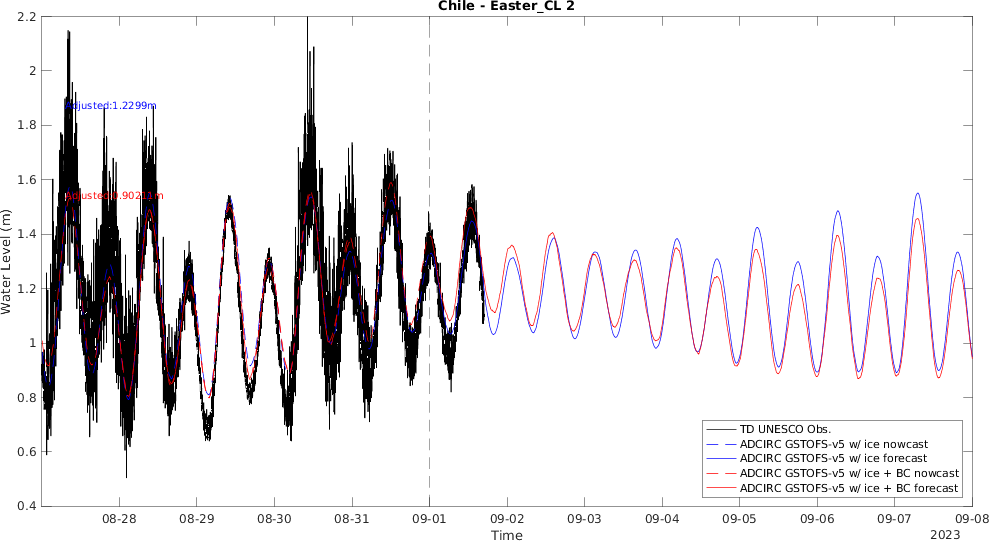 Chile - Easter_CL 2
2.2
2
1.8
1.6
1.4
1.2
1
0.8
0.6
0.4
Water Level (m)
Adjusted:1.2299m
Adjusted:0.90211m
TD UNESCO Obs.
ADCIRC GSTOFS-v5 w/ ice nowcast
ADCIRC GSTOFS-v5 w/ ice forecast
ADCIRC GSTOFS-v5 w/ ice + BC nowcast
ADCIRC GSTOFS-v5 w/ ice + BC forecast
08-28 08-29 08-30 08-31 09-01 09-02 09-03 09-04 09-05 09-06 09-07 09-08
Time
2023